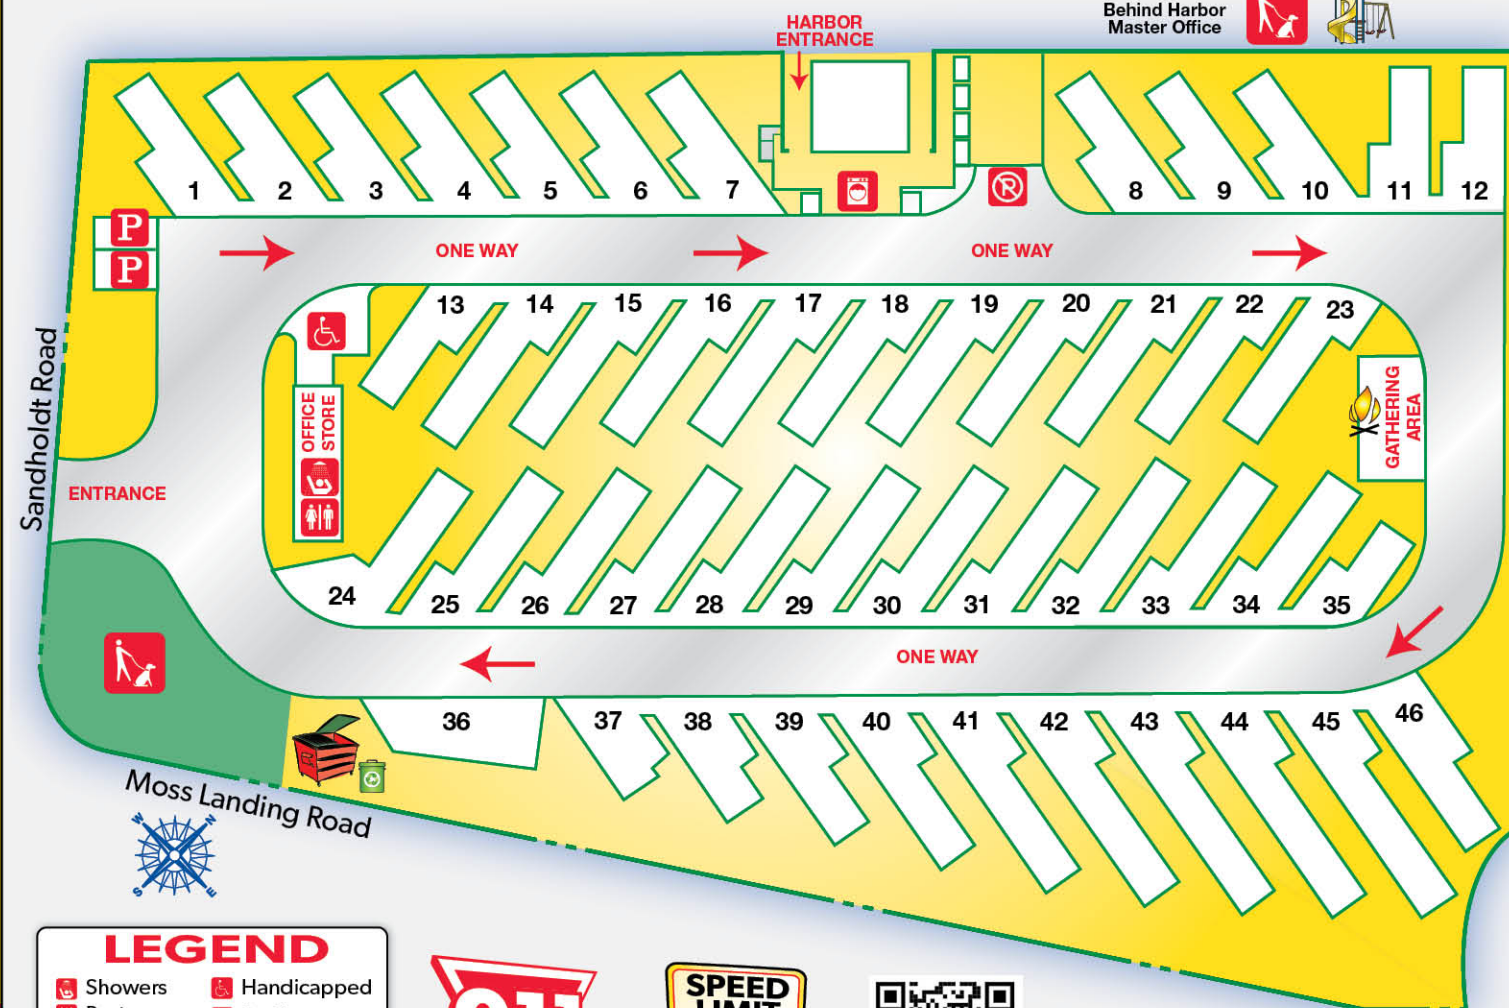 Behind Harbor
Master Office
HARBOR
ENTRANCE
1 2 3 4 5 6 7 8 9 10 11 12
P
P
ONE WAY
ONE WAY
13 14 15 16 17 18 19 20 21 22 23
Sandholdt Road
OFFICE
STORE
GATHERING
AREA
ENTRANCE
24 25 26 27 28 29 30 31 32 33 34 35
ONE WAY
36 37 38 39 40 41 42 43 44 45 46
Moss Landing Road
W N
S E
LEGEND
Showers
Handicapped
911
SPEED
LIMIT